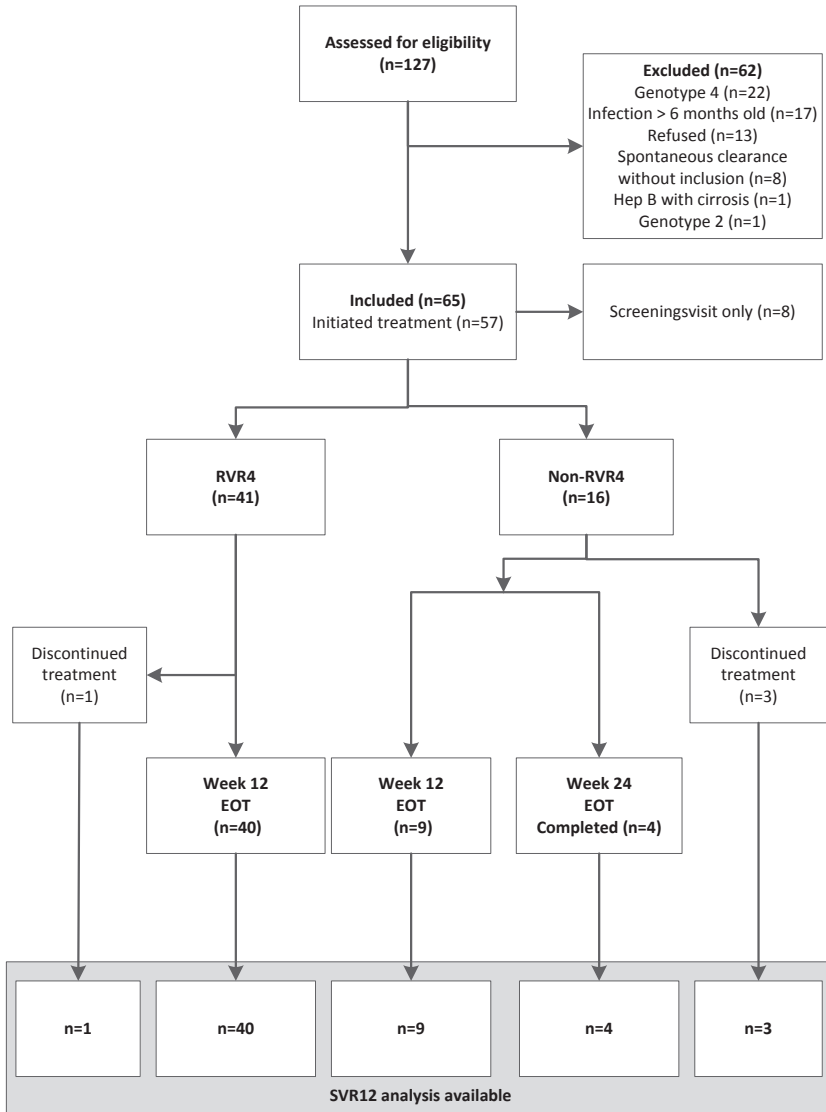 Assessed for eligibility
(n=127)
Excluded (n=62)
Genotype 4 (n=22)
Infection > 6 months old (n=17)
Refused (n=13)
Spontaneous clearance
without inclusion (n=8)
Hep B with cirrosis (n=1)
Genotype 2 (n=1)
Included (n=65)
Initiated treatment (n=57)
Screeningsvisit only (n=8)
RVR4
(n=41)
Non-RVR4
(n=16)
Discontinued
treatment
(n=1)
Discontinued
treatment
(n=3)
Week 12
EOT
(n=40)
Week 12
EOT
(n=9)
Week 24
EOT
Completed (n=4)
n=1
n=40
n=9
n=4
n=3
SVR12 analysis available